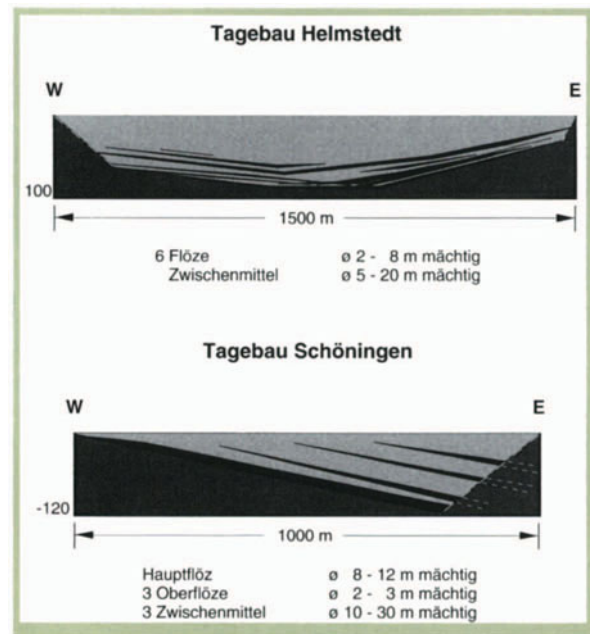 Tagebau Helmstedt
W E
100
1500 m
6 Flöze ø 2 - 8 m mächtig
Zwischenmittel ø 5 - 20 m mächtig
Tagebau Schöningen
W E
-120
1000 m
Hauptflöz ø 8 - 12 m mächtig
3 Oberflöze ø 2 - 3 m mächtig
3 Zwischenmittel ø 10 - 30 m mächtig